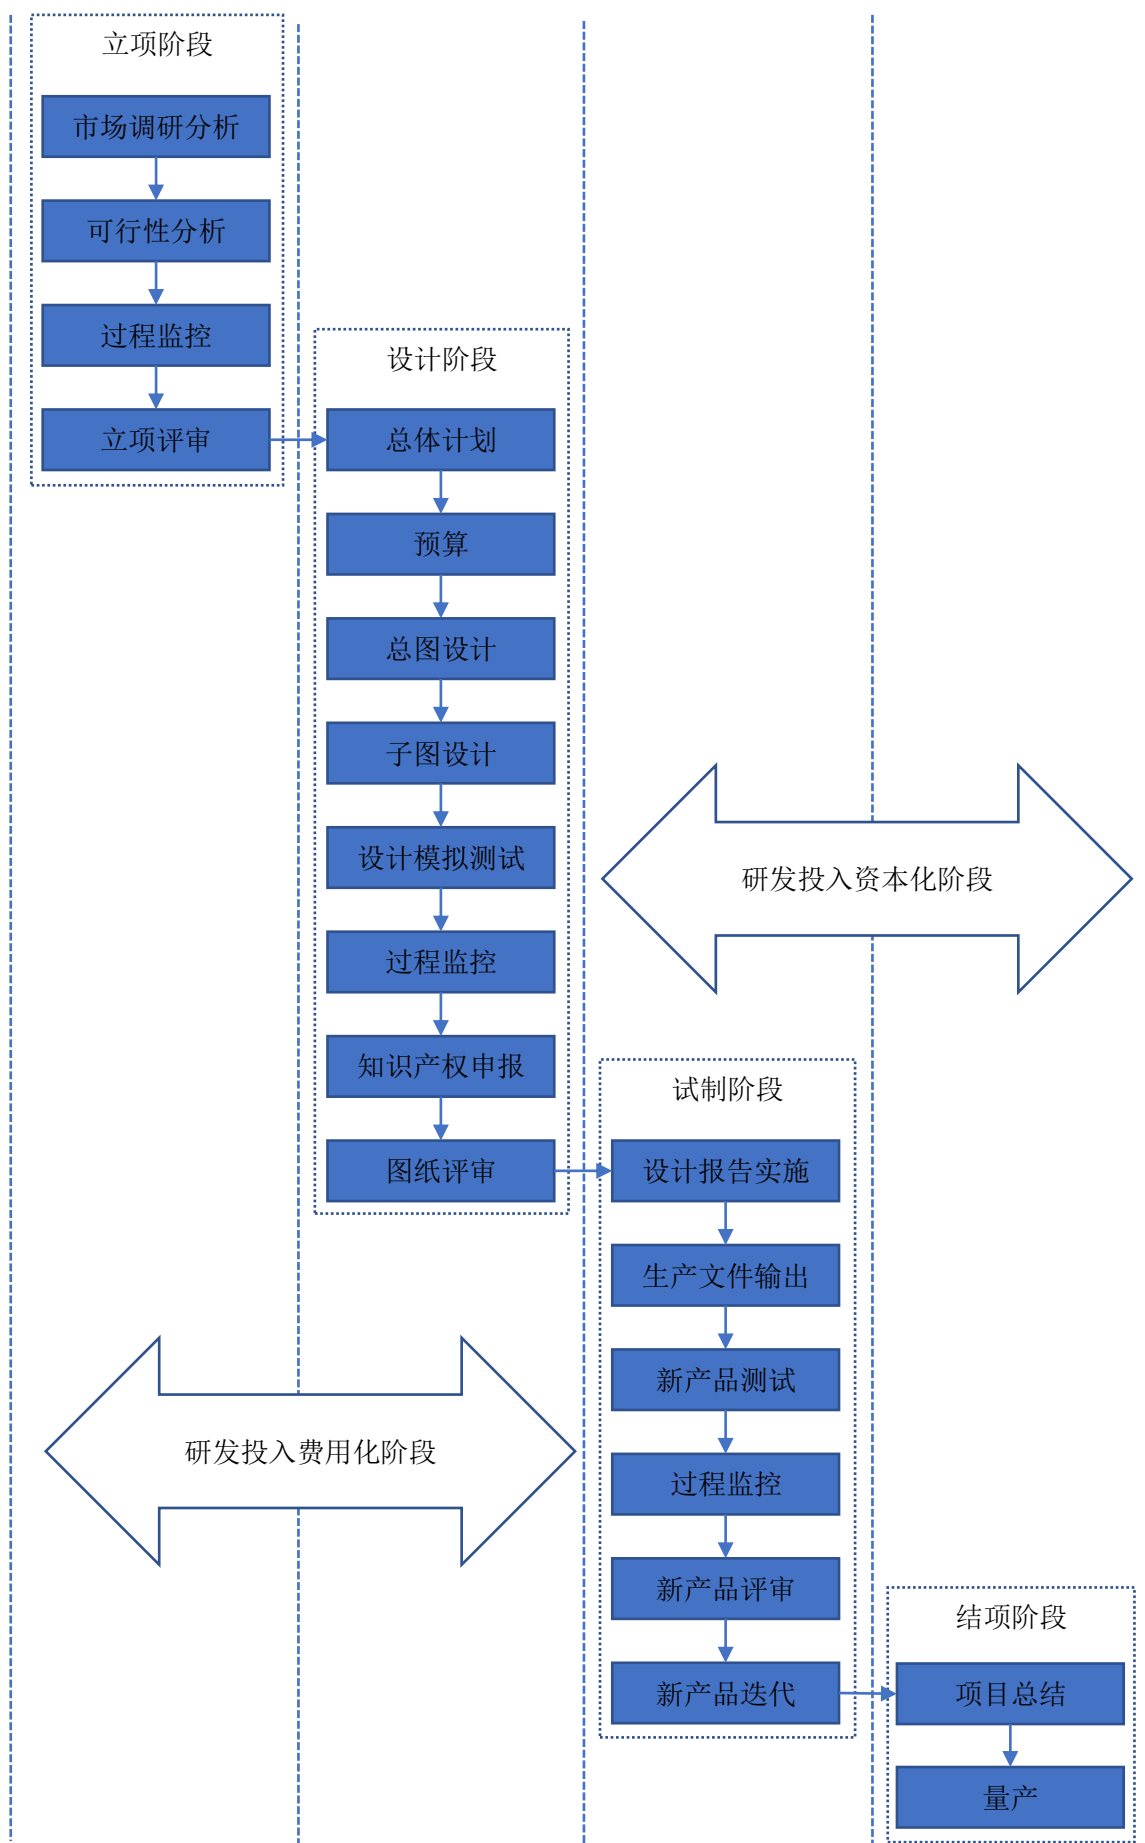 立项阶段
市场调研分析
可行性分析
过程监控
立项评审
设计阶段
总体计划
预算
总图设计
子图设计
设计模拟测试
过程监控
知识产权申报
图纸评审
研发投入资本化阶段
试制阶段
设计报告实施
生产文件输出
新产品测试
过程监控
新产品评审
新产品迭代
研发投入费用化阶段
结项阶段
项目总结
量产